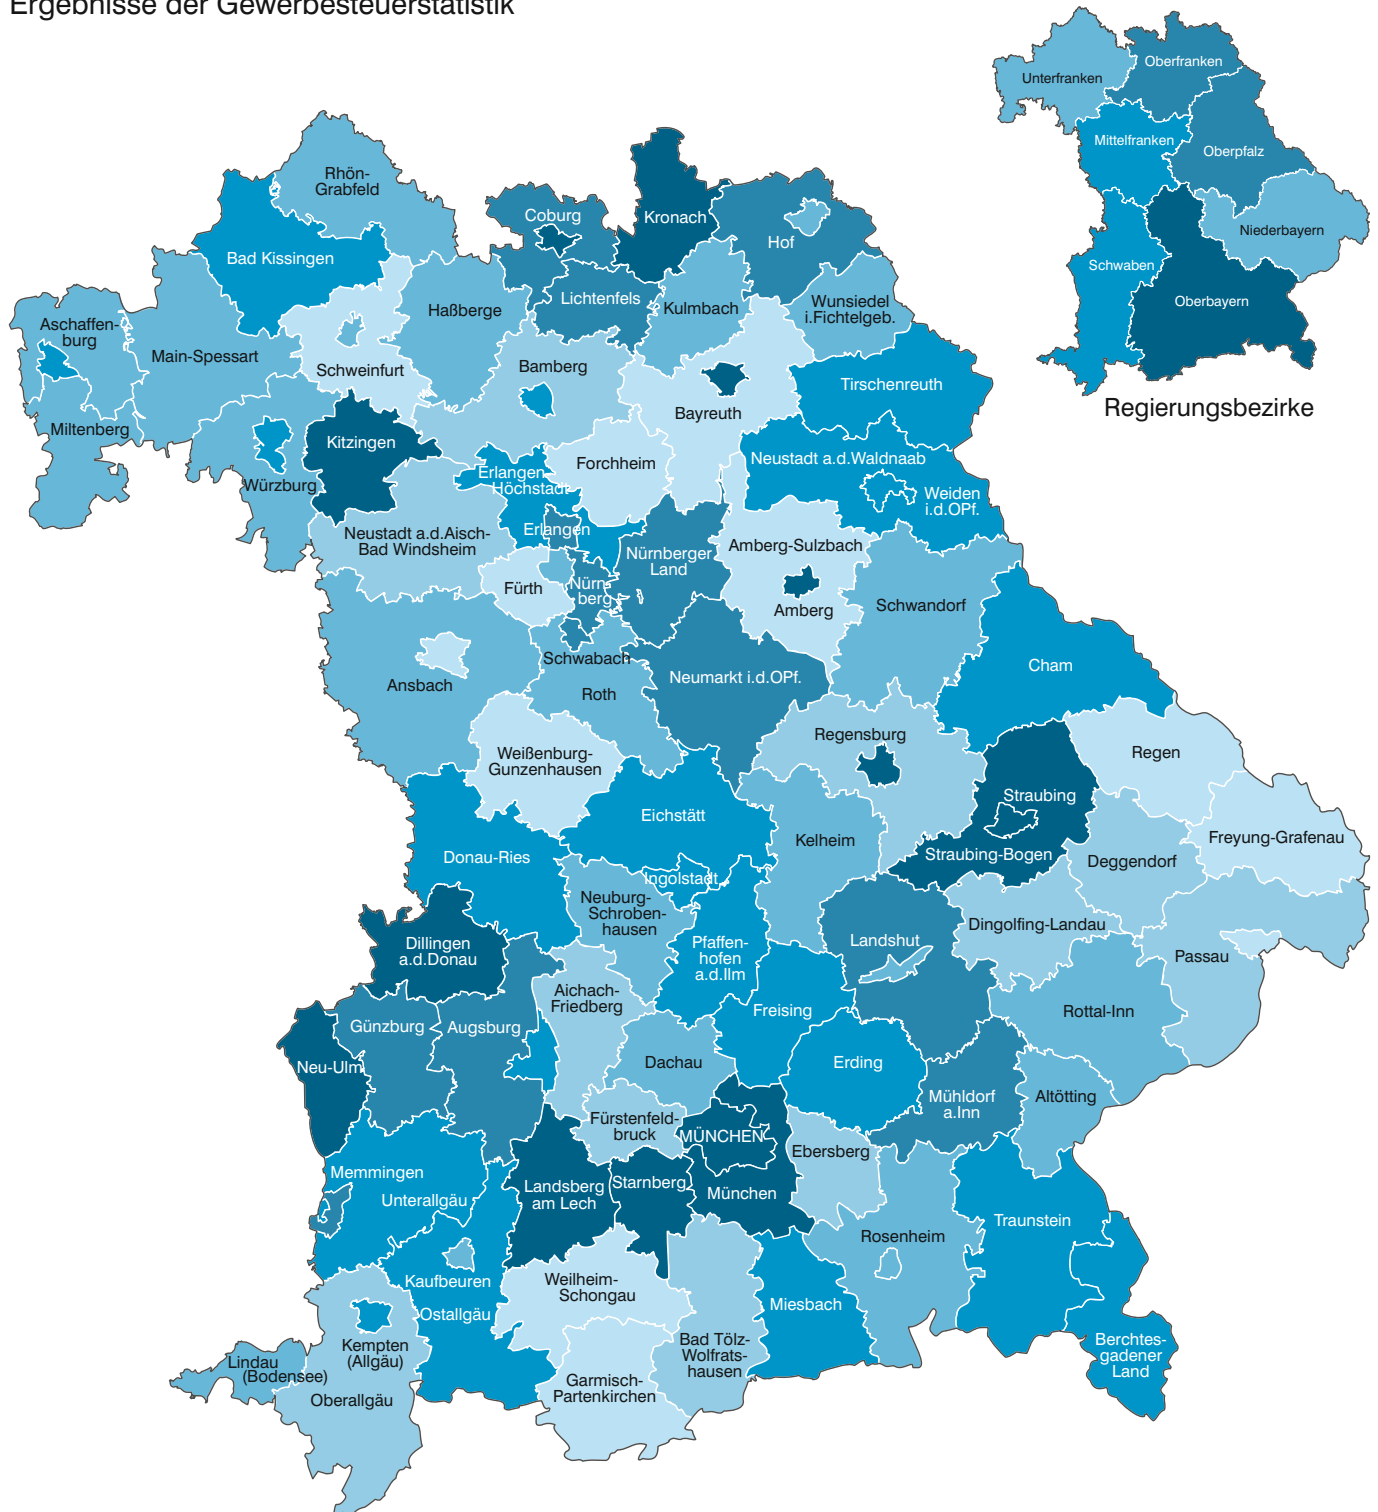 Ergebnisse der Gewerbesteuerstatistik
Unterfranken
Oberfranken
Mittelfranken
Oberpfalz
Niederbayern
Schwaben
Oberbayern
Regierungsbezirke
Rhön-
Grabfeld
Bad Kissingen
Coburg
Kronach
Hof
Lichtenfels
Kulmbach
Wunsiedel
i.Fichtelgeb.
Haßberge
Aschaffen-
burg
Main-Spessart
Schweinfurt
Bamberg
Tirschenreuth
Bayreuth
Miltenberg
Kitzingen
Würzburg
Forchheim
Erlangen-
Höchstadt
Neustadt a.d.Waldnaab
Weiden
i.d.OPf.
Erlangen
Neustadt a.d.Aisch-
Bad Windsheim
Nürnberger
Land
Amberg-Sulzbach
Fürth
Nürn-
berg
Amberg
Schwandorf
Schwabach
Roth
Ansbach
Neumarkt i.d.OPf.
Cham
Regensburg
Weißenburg-
Gunzenhausen
Regen
Straubing
Eichstätt
Kelheim
Freyung-Grafenau
Donau-Ries
Straubing-Bogen
Deggendorf
Ingolstadt
Neuburg-
Schroben-
hausen
Dingolfing-Landau
Landshut
Passau
Dillingen
a.d.Donau
Pfaffen-
hofen
a.d.Ilm
Aichach-
Friedberg
Freising
Rottal-Inn
Günzburg
Augsburg
Neu-Ulm
Dachau
Erding
Mühldorf
a.Inn
Altötting
Fürstenfeld-
bruck
MÜNCHEN
Ebersberg
Memmingen
Unterallgäu
Landsberg
am Lech
Starnberg
München
Traunstein
Rosenheim
Kaufbeuren
Ostallgäu
Weilheim-
Schongau
Miesbach
Kempten
(Allgäu)
Bad Tölz-
Wolfrats-
hausen
Berchtes-
gadener
Land
Lindau
(Bodensee)
Oberallgäu
Garmisch-
Partenkirchen